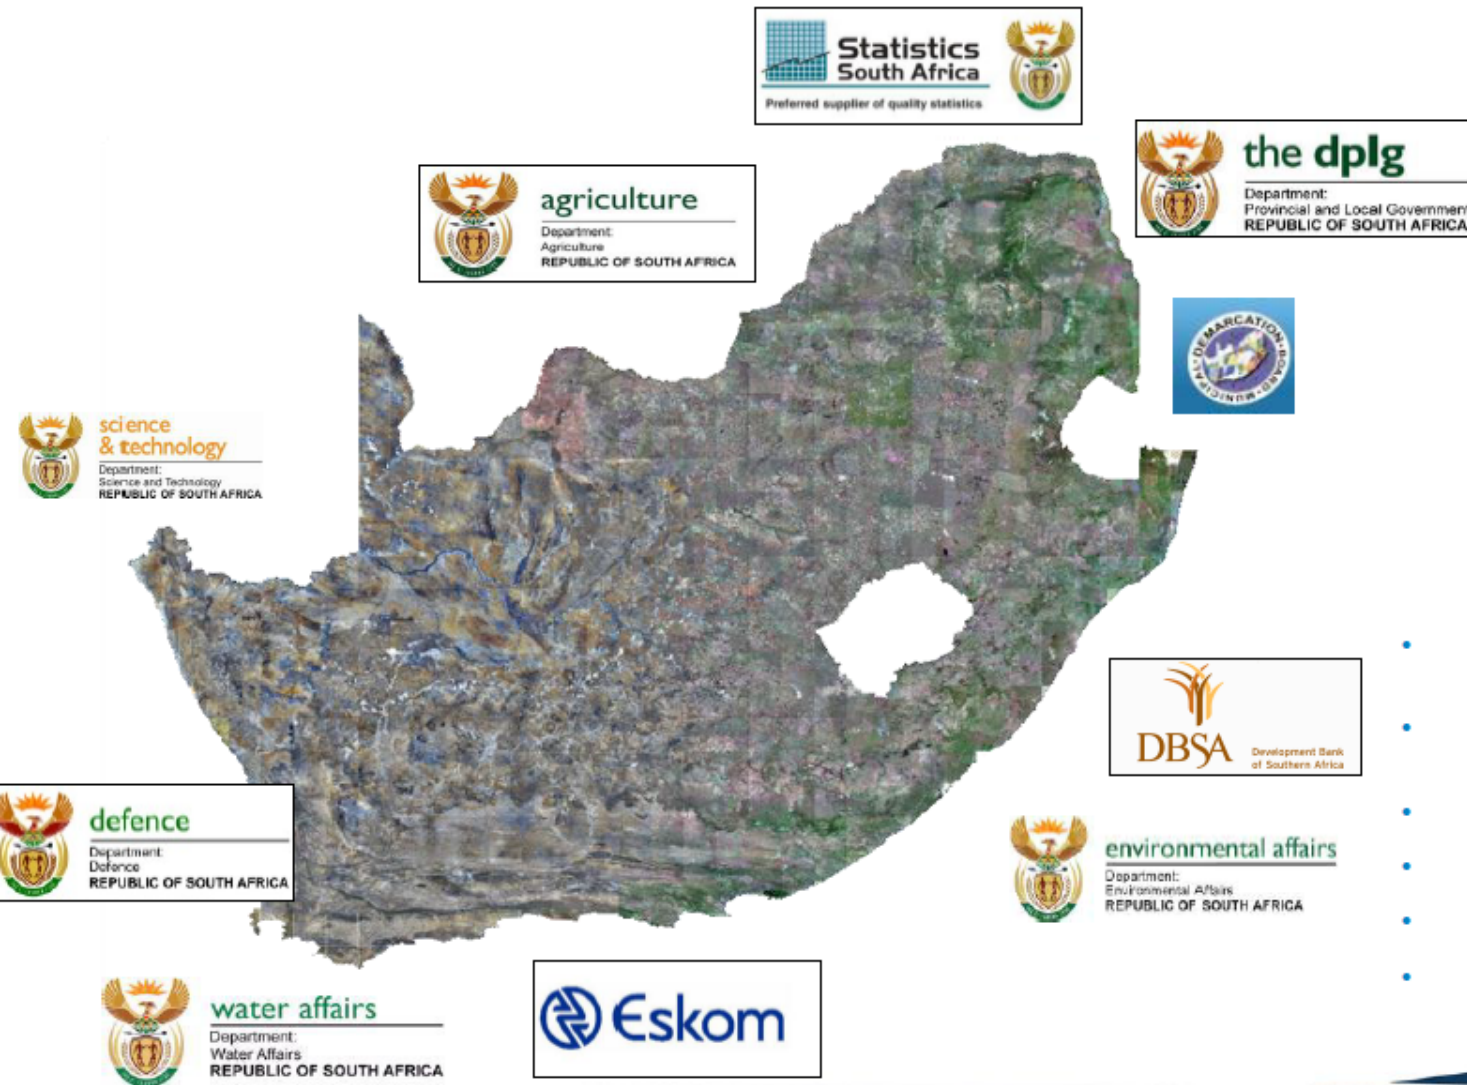 Statistics
South Africa
Preferred supplier of quality statistics
the dplg
Department:
Provincial and Local Government
REPUBLIC OF SOUTH AFRICA
agriculture
Department:
Agriculture
REPUBLIC OF SOUTH AFRICA
MUNICIPAL DEMARCATION BOARD
science
& technology
Department:
Science and Technology
REPUBLIC OF SOUTH AFRICA
DBSA
Development Bank
of Southern Africa
defence
Department:
Defence
REPUBLIC OF SOUTH AFRICA
environmental affairs
Department:
Environmental Affairs
REPUBLIC OF SOUTH AFRICA
water affairs
Department:
Water Affairs
REPUBLIC OF SOUTH AFRICA
Eskom